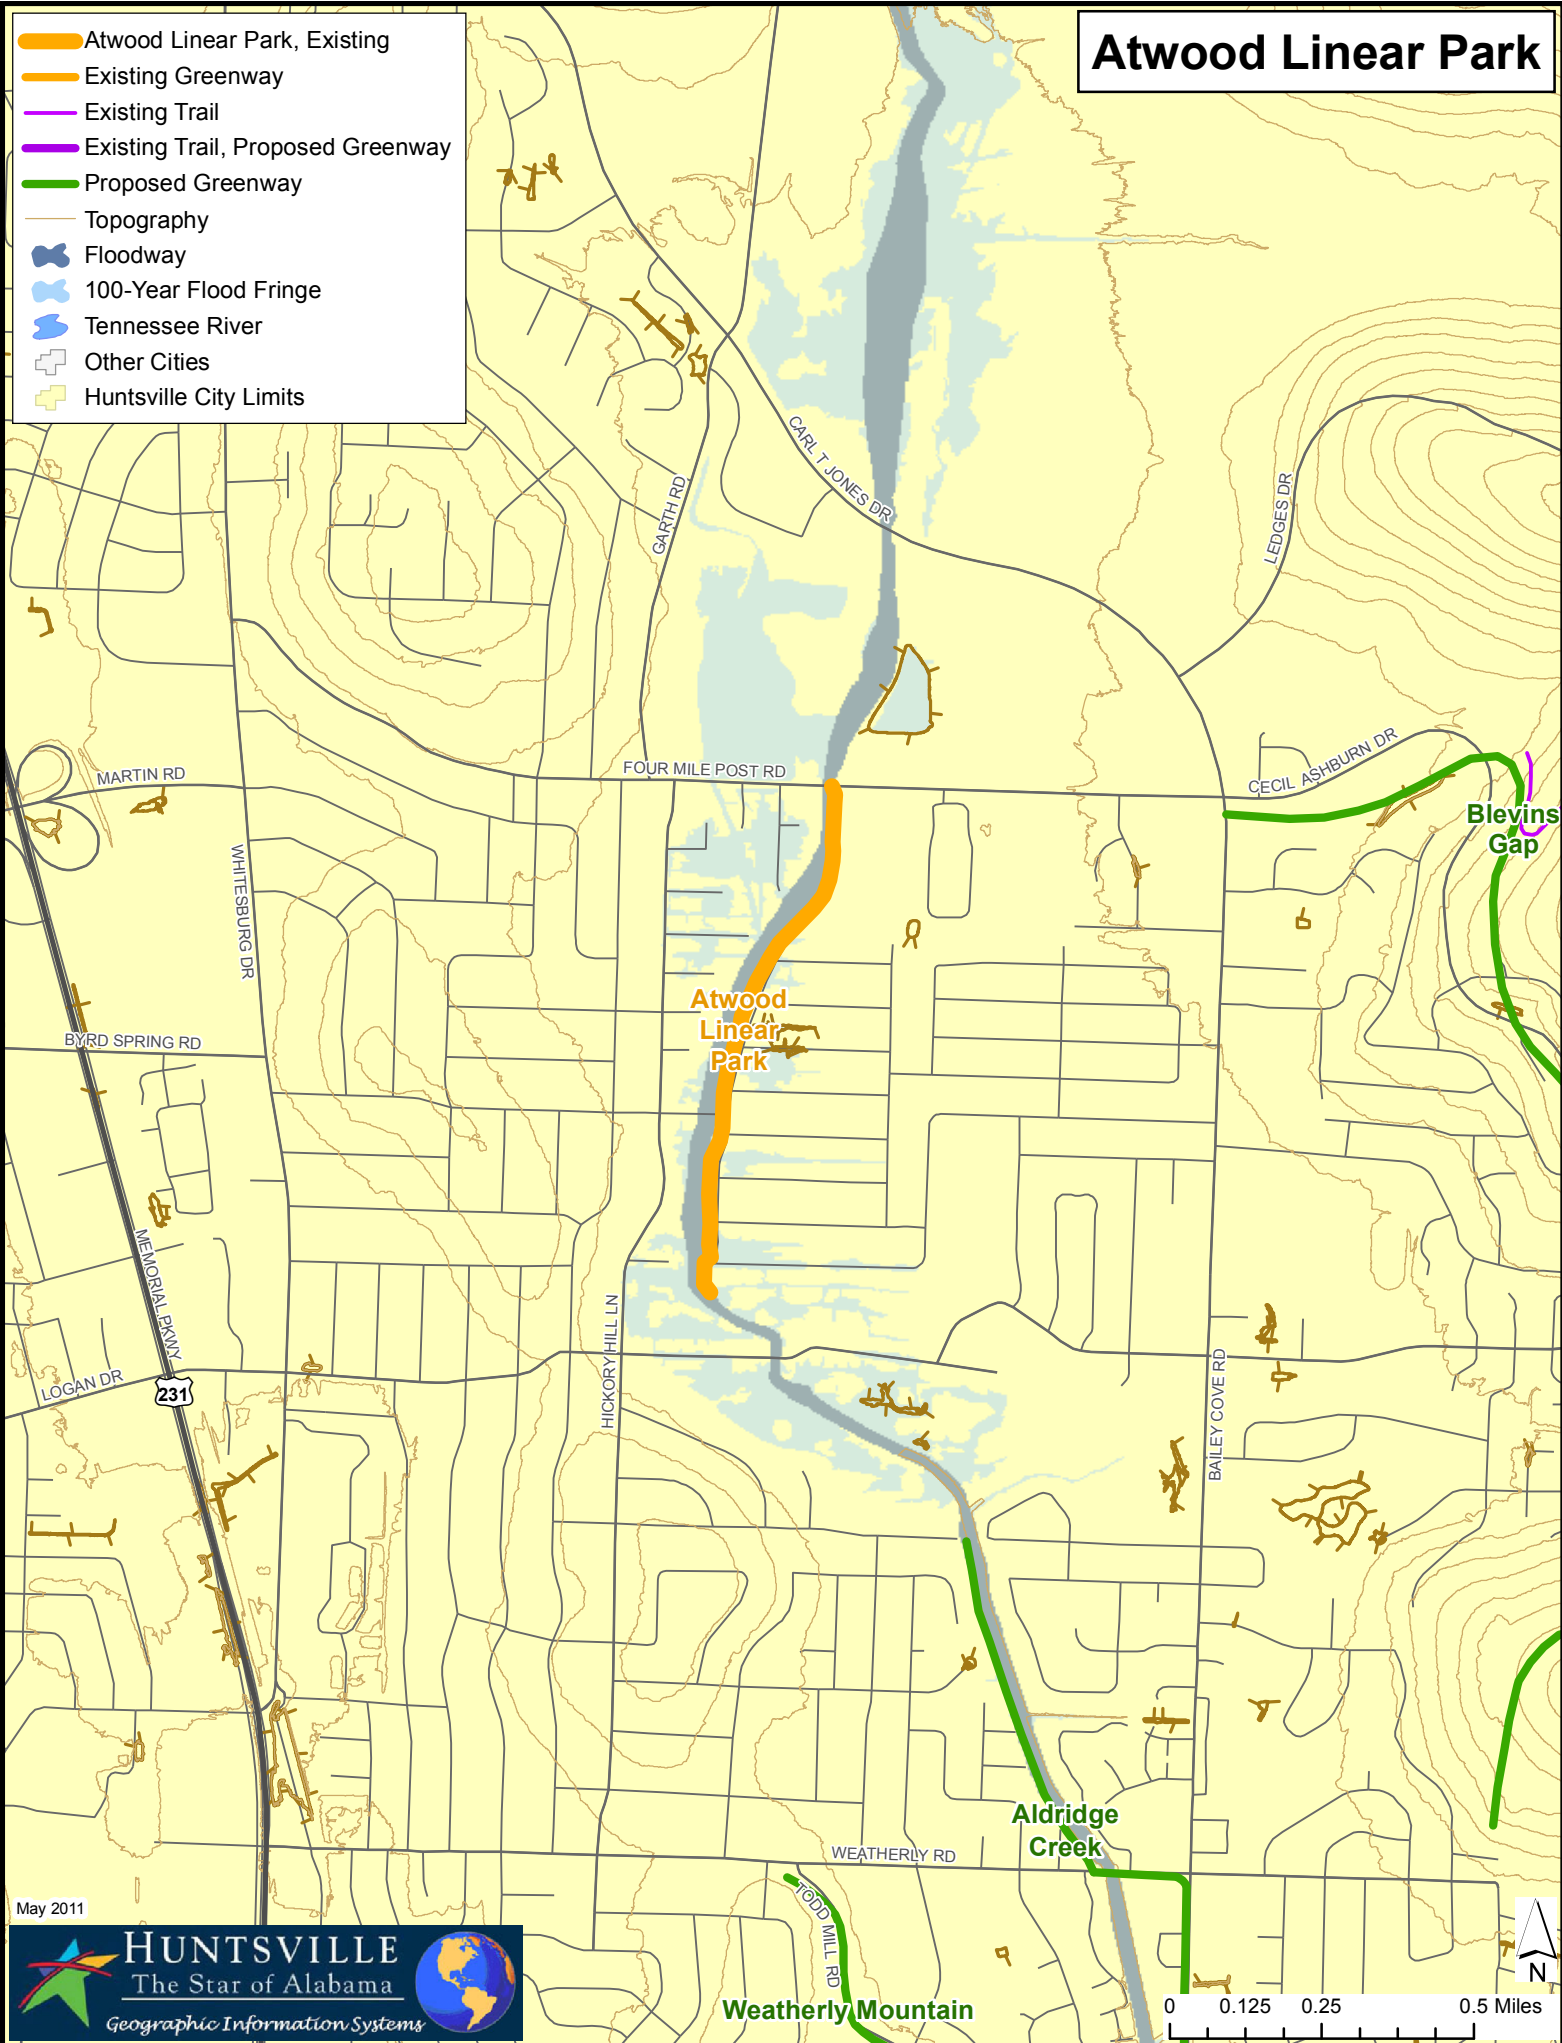 Atwood Linear Park
Atwood Linear Park, Existing
Existing Greenway
Existing Trail
Existing Trail, Proposed Greenway
Proposed Greenway
Topography
Floodway
100-Year Flood Fringe
Tennessee River
Other Cities
Huntsville City Limits
CARL T JONES DR
GARTH RD
LEDGES DR
FOUR MILE POST RD
MARTIN RD
CECIL ASHBURN DR
Blevins
Gap
WHITESBURG DR
Atwood
Linear
Park
BYRD SPRING RD
MEMORIAL PKWY
HICKORY HILL LN
LOGAN DR
231
BAILEY COVE RD
Aldridge
Creek
WEATHERLY RD
TODD MILL RD
Weatherly Mountain
May 2011
HUNTSVILLE
The Star of Alabama
Geographic Information Systems
N
0 0.125 0.25 0.5 Miles